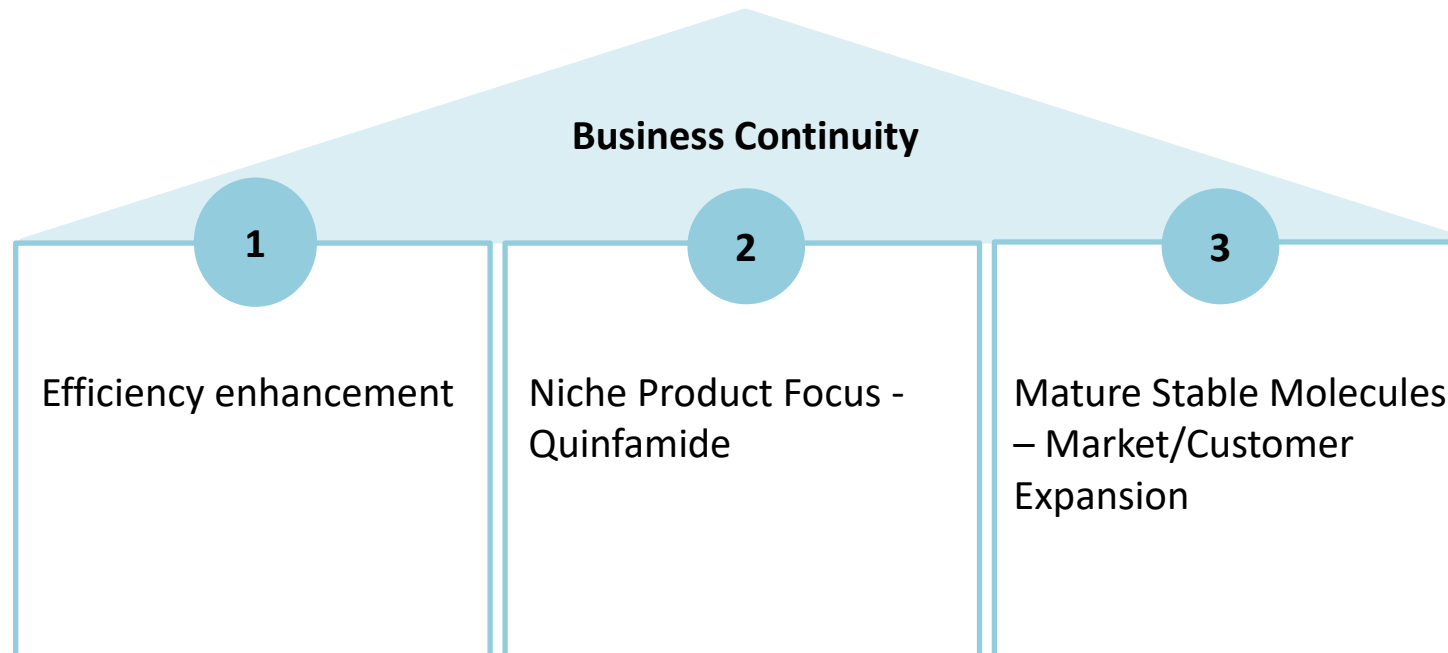 Business Continuity
1
2
3
Efficiency enhancement
Niche Product Focus -
Quinfamide
Mature Stable Molecules
– Market/Customer
Expansion